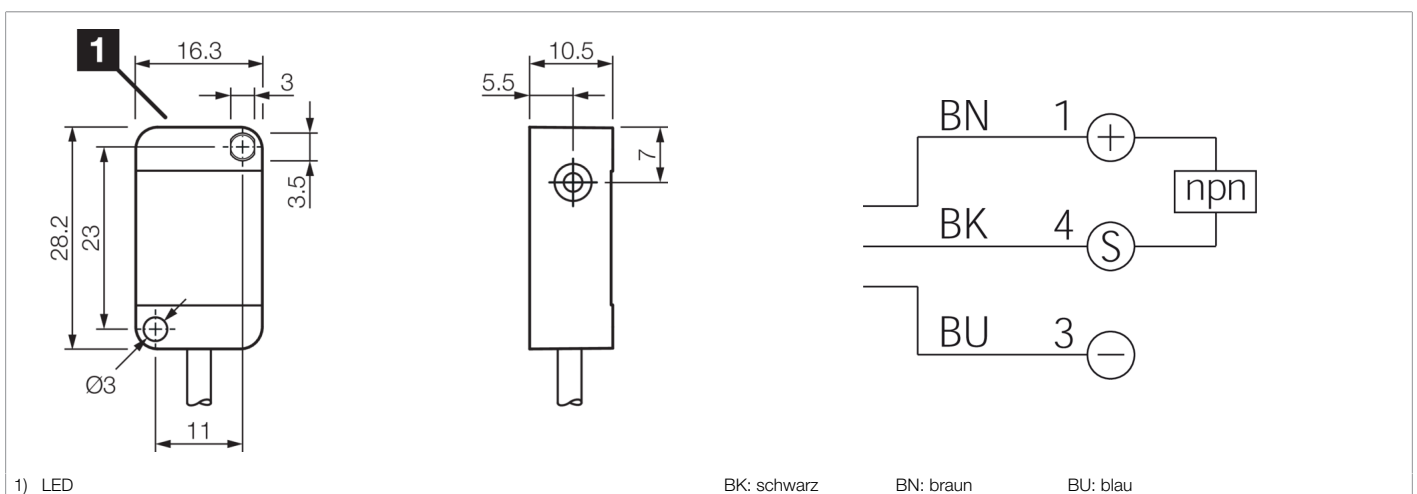 1
16.3
3
3.5
28.2
23
Ø3
11
10.5
5.5
7
BN 1 +
npn
BK 4 S
BU 3 −
1) LED
BK: schwarz BN: braun BU: blau